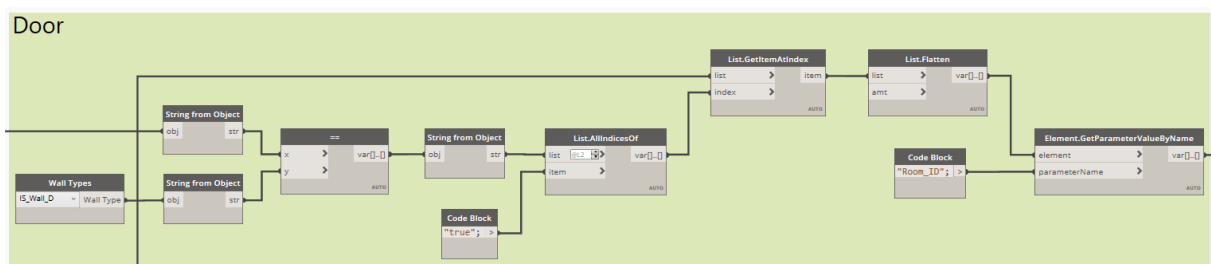 Door
String from Object
obj > str
Wall Types
IS_Wall_D Wall Type
String from Object
obj > str
==
x > var[]..[]
y >
AUTO
String from Object
obj > str
Code Block
"true"; >
List.AllIndicesOf
list @L2 > var[]..[]
item >
AUTO
List.GetItemAtIndex
list > item
index >
AUTO
List.Flatten
list > var[]..[]
amt >
AUTO
Code Block
"Room_ID"; >
Element.GetParameterValueByName
element > var[]..[]
parameterName >
AUTO